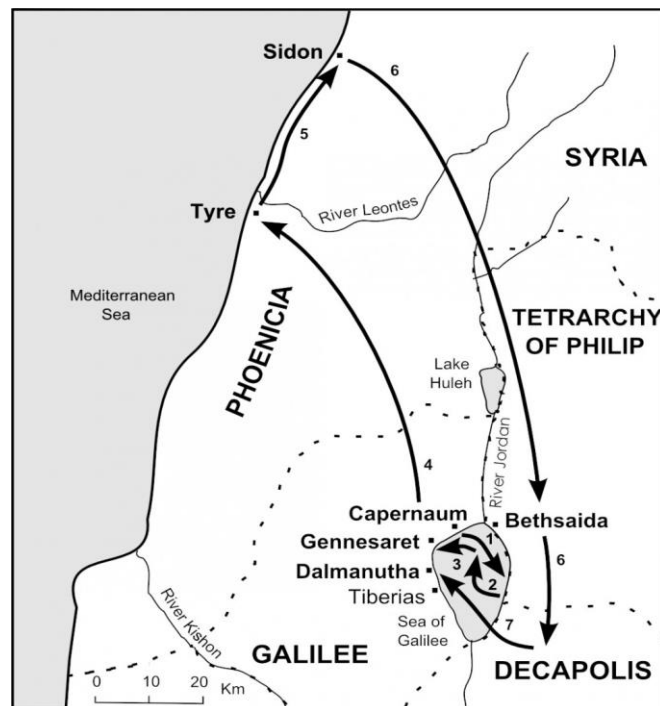 Sidon
6
5
SYRIA
Tyre
River Leontes
Mediterranean
Sea
PHOENICIA
TETRARCHY
OF PHILIP
Lake
Huleh
River Jordan
4
Capernaum
Bethsaida
Gennesaret
1
3
6
Dalmanutha
2
Tiberias
Sea of
Galilee
7
River Kishon
GALILEE
DECAPOLIS
0 10 20
Km